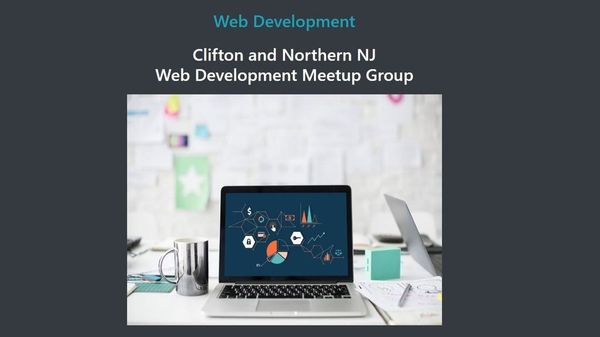 Web Development
Clifton and Northern NJ
Web Development Meetup Group
$